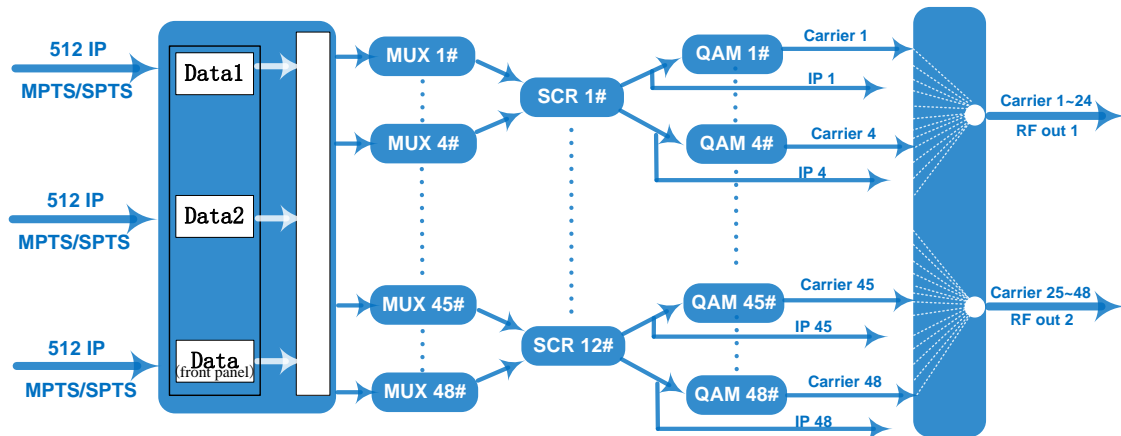 512 IP
MPTS/SPTS
512 IP
MPTS/SPTS
512 IP
MPTS/SPTS
Data1
Data2
Data
(front panel)
MUX 1#
MUX 4#
MUX 45#
MUX 48#
SCR 1#
SCR 12#
QAM 1#
QAM 4#
QAM 45#
QAM 48#
Carrier 1
IP 1
Carrier 4
IP 4
Carrier 45
IP 45
Carrier 48
IP 48
Carrier 1~24
RF out 1
Carrier 25~48
RF out 2